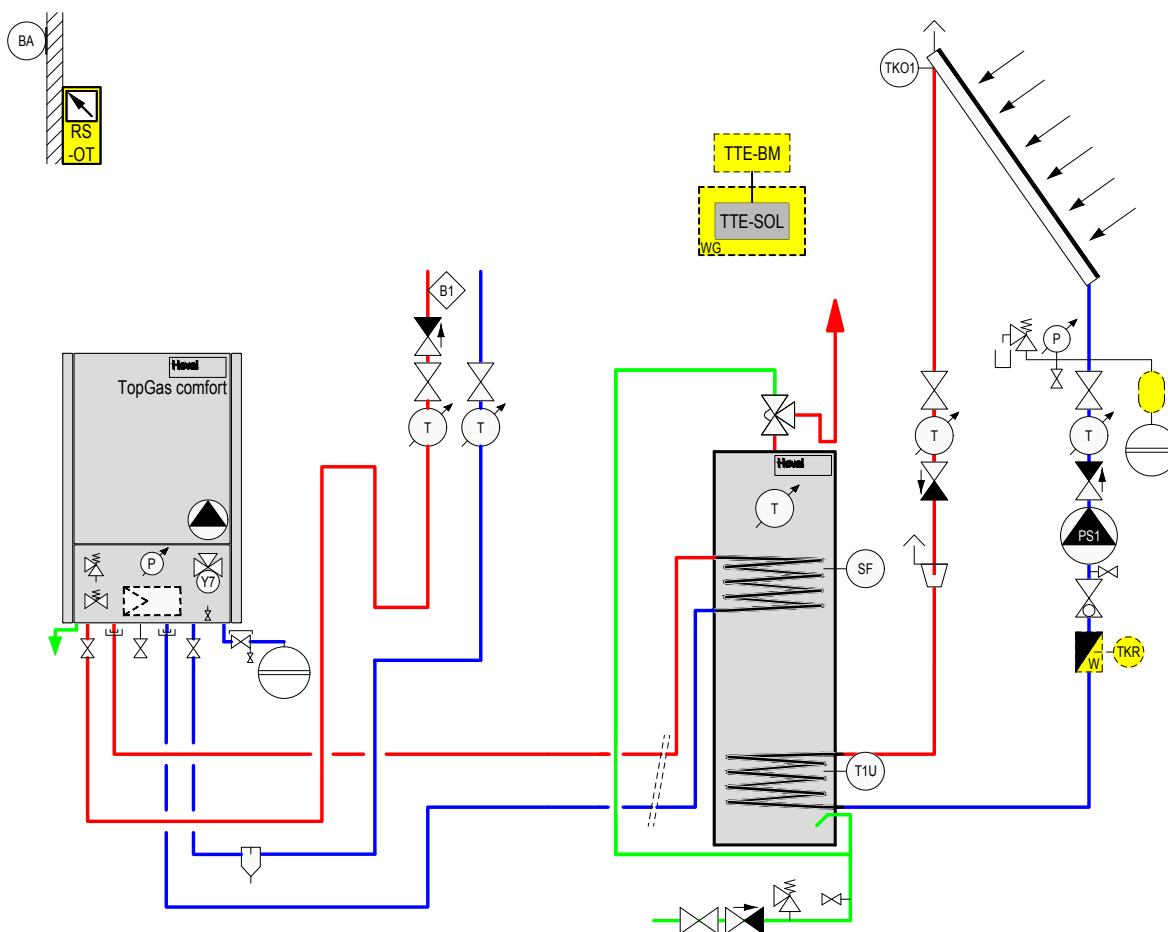 BA
RS
-OT
TKO1
TTE-BM
TTE-SOL
WG
B1
P
Hoval
TopGas comfort
T
T
T
T
Hoval
T
PS1
P
Y7
SF
W
TKR
T1U